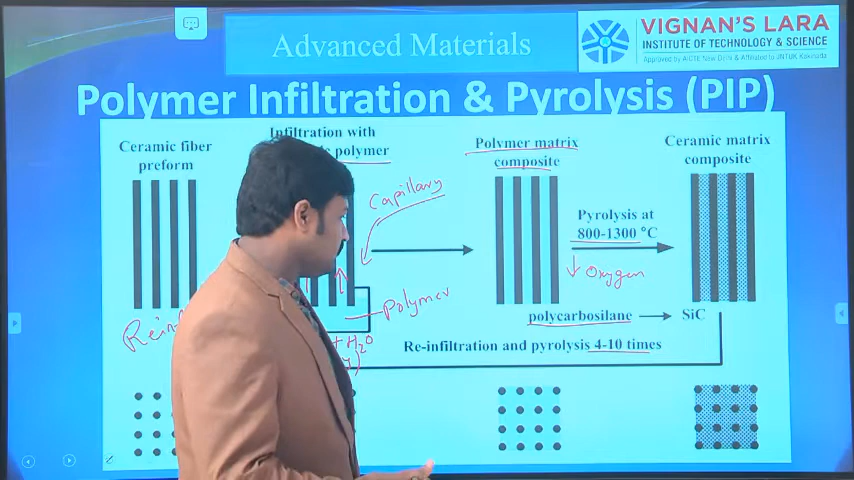 Advanced Materials
VIGNAN'S LARA
INSTITUTE OF TECHNOLOGY & SCIENCE
Approved by AICTE New Delhi & Affiliated to JNTUK Kakinada
Polymer Infiltration & Pyrolysis (PIP)
Ceramic fiber
preform
Infiltration with
polymer
Polymer matrix
composite
Ceramic matrix
composite
Capillary
Pyrolysis at
800-1300 °C
↓ Oxygen
Polymer
polycarbosilane → SiC
+ H2O
Re-infiltration and pyrolysis 4-10 times